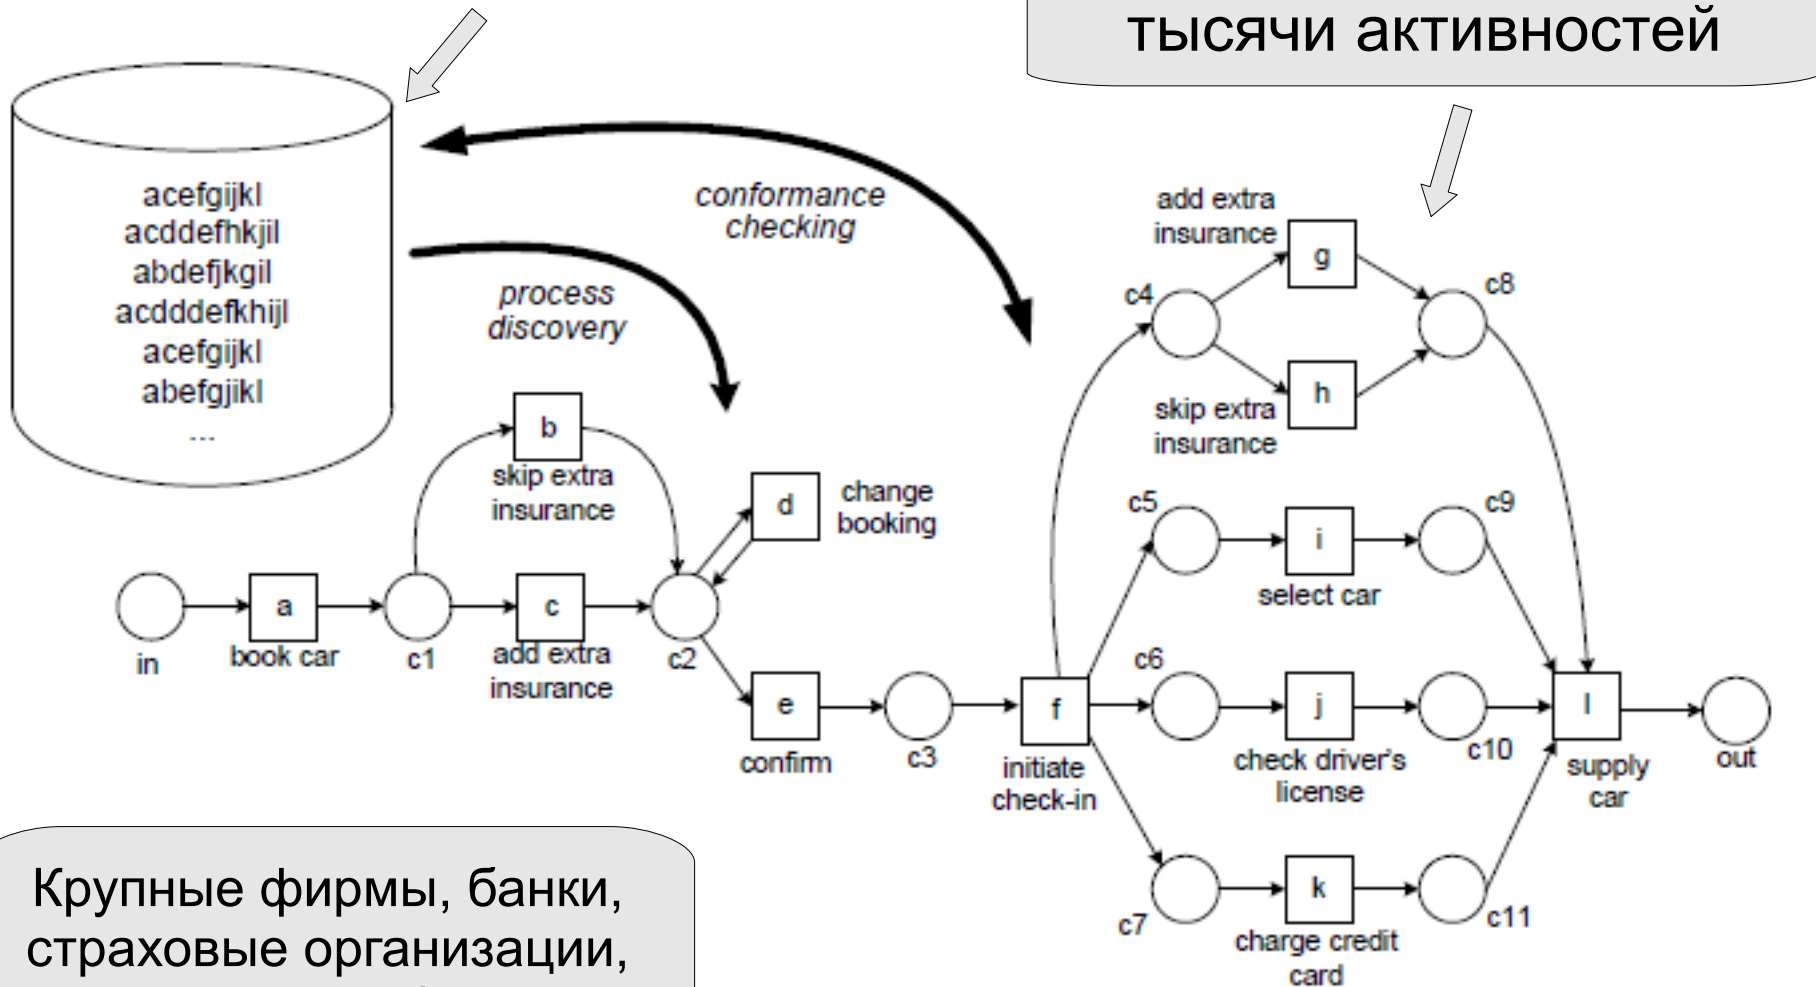 тысячи активностей
acefgijkl
acddefhkjil
abdefjkgil
acdddefkhijl
acefgijkl
abefgjikl
...
conformance
checking
process
discovery
add extra
insurance
g
c4
c8
h
skip extra
insurance
b
skip extra
insurance
d
change
booking
c5
i
c9
select car
in
a
book car
c1
c
add extra
insurance
c2
e
confirm
c3
f
initiate
check-in
c6
j
check driver's
license
c10
l
supply
car
out
c7
k
charge credit
card
c11
Крупные фирмы, банки,
страховые организации,